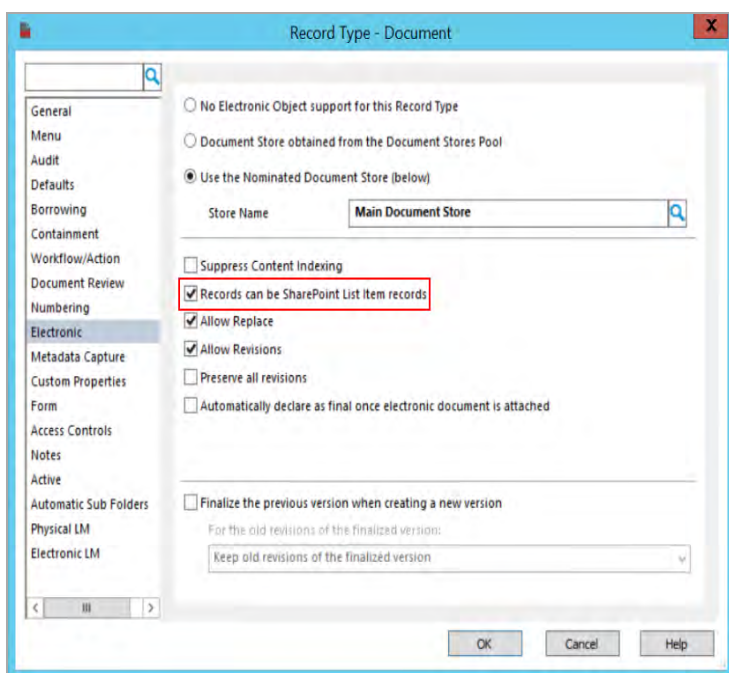 Record Type - Document
X
General
Menu
Audit
Defaults
Borrowing
Containment
Workflow/Action
Document Review
Numbering
Electronic
Metadata Capture
Custom Properties
Form
Access Controls
Notes
Active
Automatic Sub Folders
Physical LM
Electronic LM
No Electronic Object support for this Record Type
Document Store obtained from the Document Stores Pool
Use the Nominated Document Store (below)
Store Name
Main Document Store
Suppress Content Indexing
Records can be SharePoint List Item records
Allow Replace
Allow Revisions
Preserve all revisions
Automatically declare as final once electronic document is attached
Finalize the previous version when creating a new version
For the old revisions of the finalized version:
Keep old revisions of the finalized version
OK
Cancel
Help